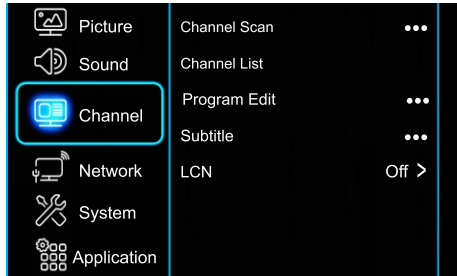 Picture
Sound
Channel
Network
System
Application
Channel Scan •••
Channel List
Program Edit •••
Subtitle •••
LCN Off >